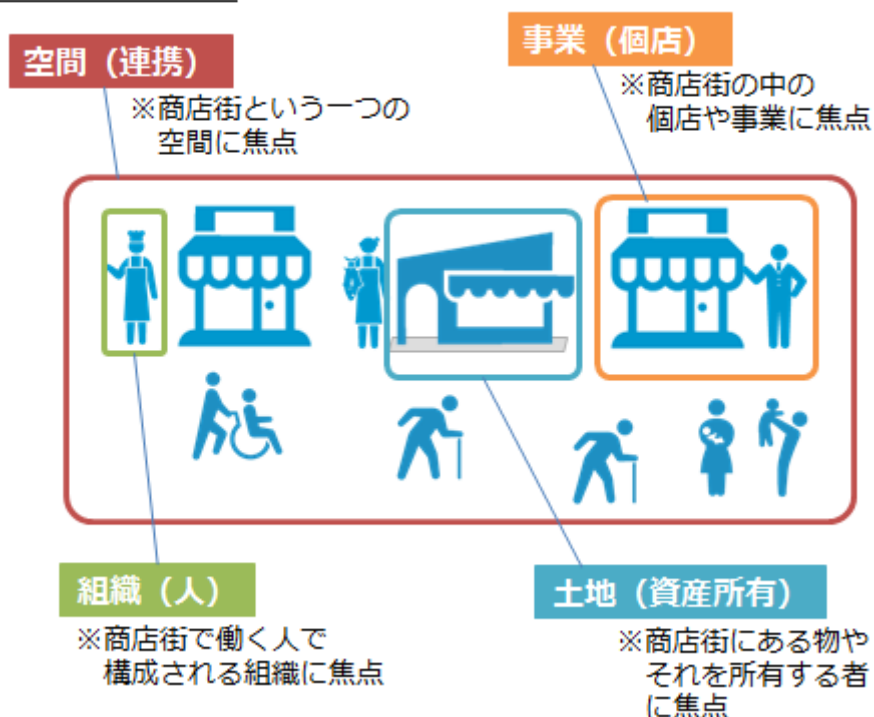 空間（連携）
※商店街という一つの
空間に焦点
事業（個店）
※商店街の中の
個店や事業に焦点
組織（人）
※商店街で働く人で
構成される組織に焦点
土地（資産所有）
※商店街にある物や
それを所有する者
に焦点